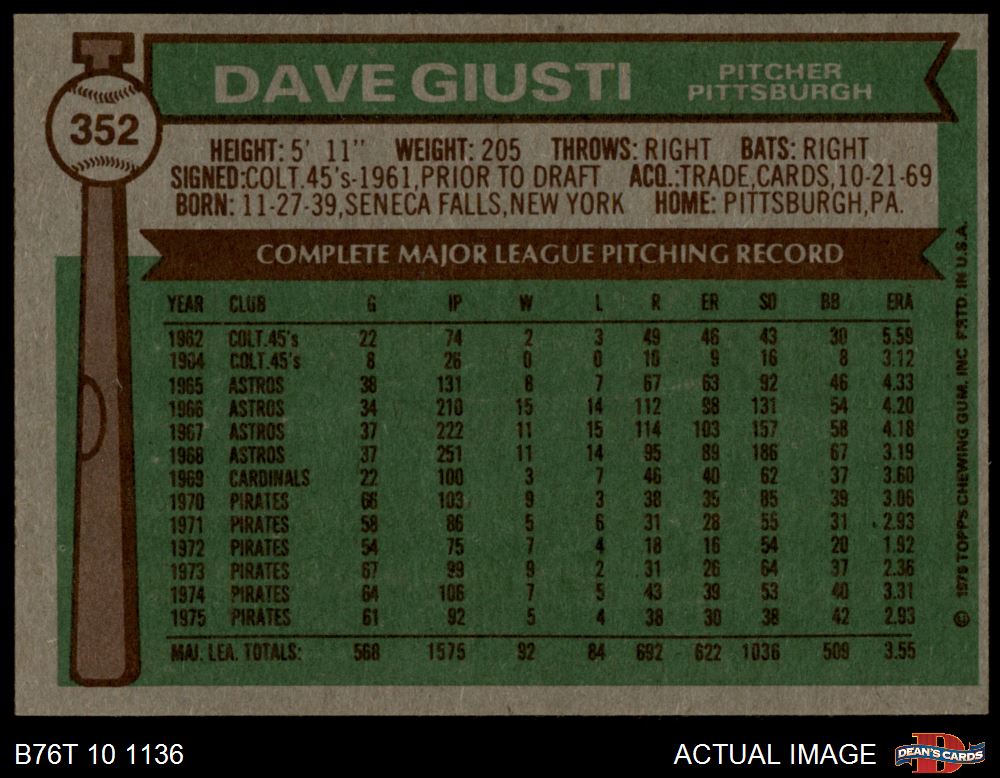 352
DAVE GIUSTI PITCHER PITTSBURGH
HEIGHT: 5' 11" WEIGHT: 205 THROWS: RIGHT BATS: RIGHT
SIGNED:COLT.45's-1961,PRIOR TO DRAFT ACQ.:TRADE,CARDS,10-21-69
BORN: 11-27-39,SENECA FALLS,NEW YORK HOME: PITTSBURGH,PA.
COMPLETE MAJOR LEAGUE PITCHING RECORD
YEAR CLUB G IP W L R ER SO BB ERA
1962 COLT.45's 22 74 2 3 49 46 43 30 5.59
1964 COLT.45's 8 26 0 0 10 9 16 8 3.12
1965 ASTROS 38 131 8 7 67 63 92 46 4.33
1966 ASTROS 34 210 15 14 112 98 131 54 4.20
1967 ASTROS 37 222 11 15 114 103 157 58 4.18
1968 ASTROS 37 251 11 14 95 89 186 67 3.19
1969 CARDINALS 22 100 3 7 46 40 62 37 3.60
1970 PIRATES 66 103 9 3 38 35 85 39 3.06
1971 PIRATES 58 86 5 6 31 28 55 31 2.93
1972 PIRATES 54 75 7 4 18 16 54 20 1.92
1973 PIRATES 67 99 9 2 31 26 64 37 2.36
1974 PIRATES 64 106 7 5 43 39 53 40 3.31
1975 PIRATES 61 92 5 4 38 30 38 42 2.93
MAJ. LEA. TOTALS: 568 1575 92 84 692 622 1036 509 3.55
© 1976 TOPPS CHEWING GUM, INC PRTD. IN U.S.A.
B76T 10 1136 ACTUAL IMAGE DEAN'S CARDS